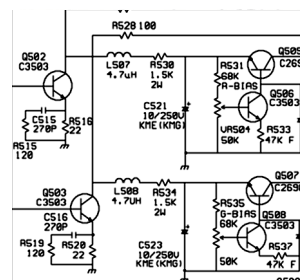 R528 100
Q502
C3503
L507
4.7uH
R530
1.5K
2W
R531
68K
R-BIAS
Q505
C269
Q506
C3503
C515
270P
R516
22
R515
120
C521
10/250V
KME(KMG)
VR504
50K
R533
47K F
Q503
C3503
L508
4.7UH
R534
1.5K
2W
R535
G-BIAS
68K
Q507
C269
Q508
C3503
C516
270P
R519
120
R520
22
C523
10/250V
KME(KMG)
50K
R537
47K F